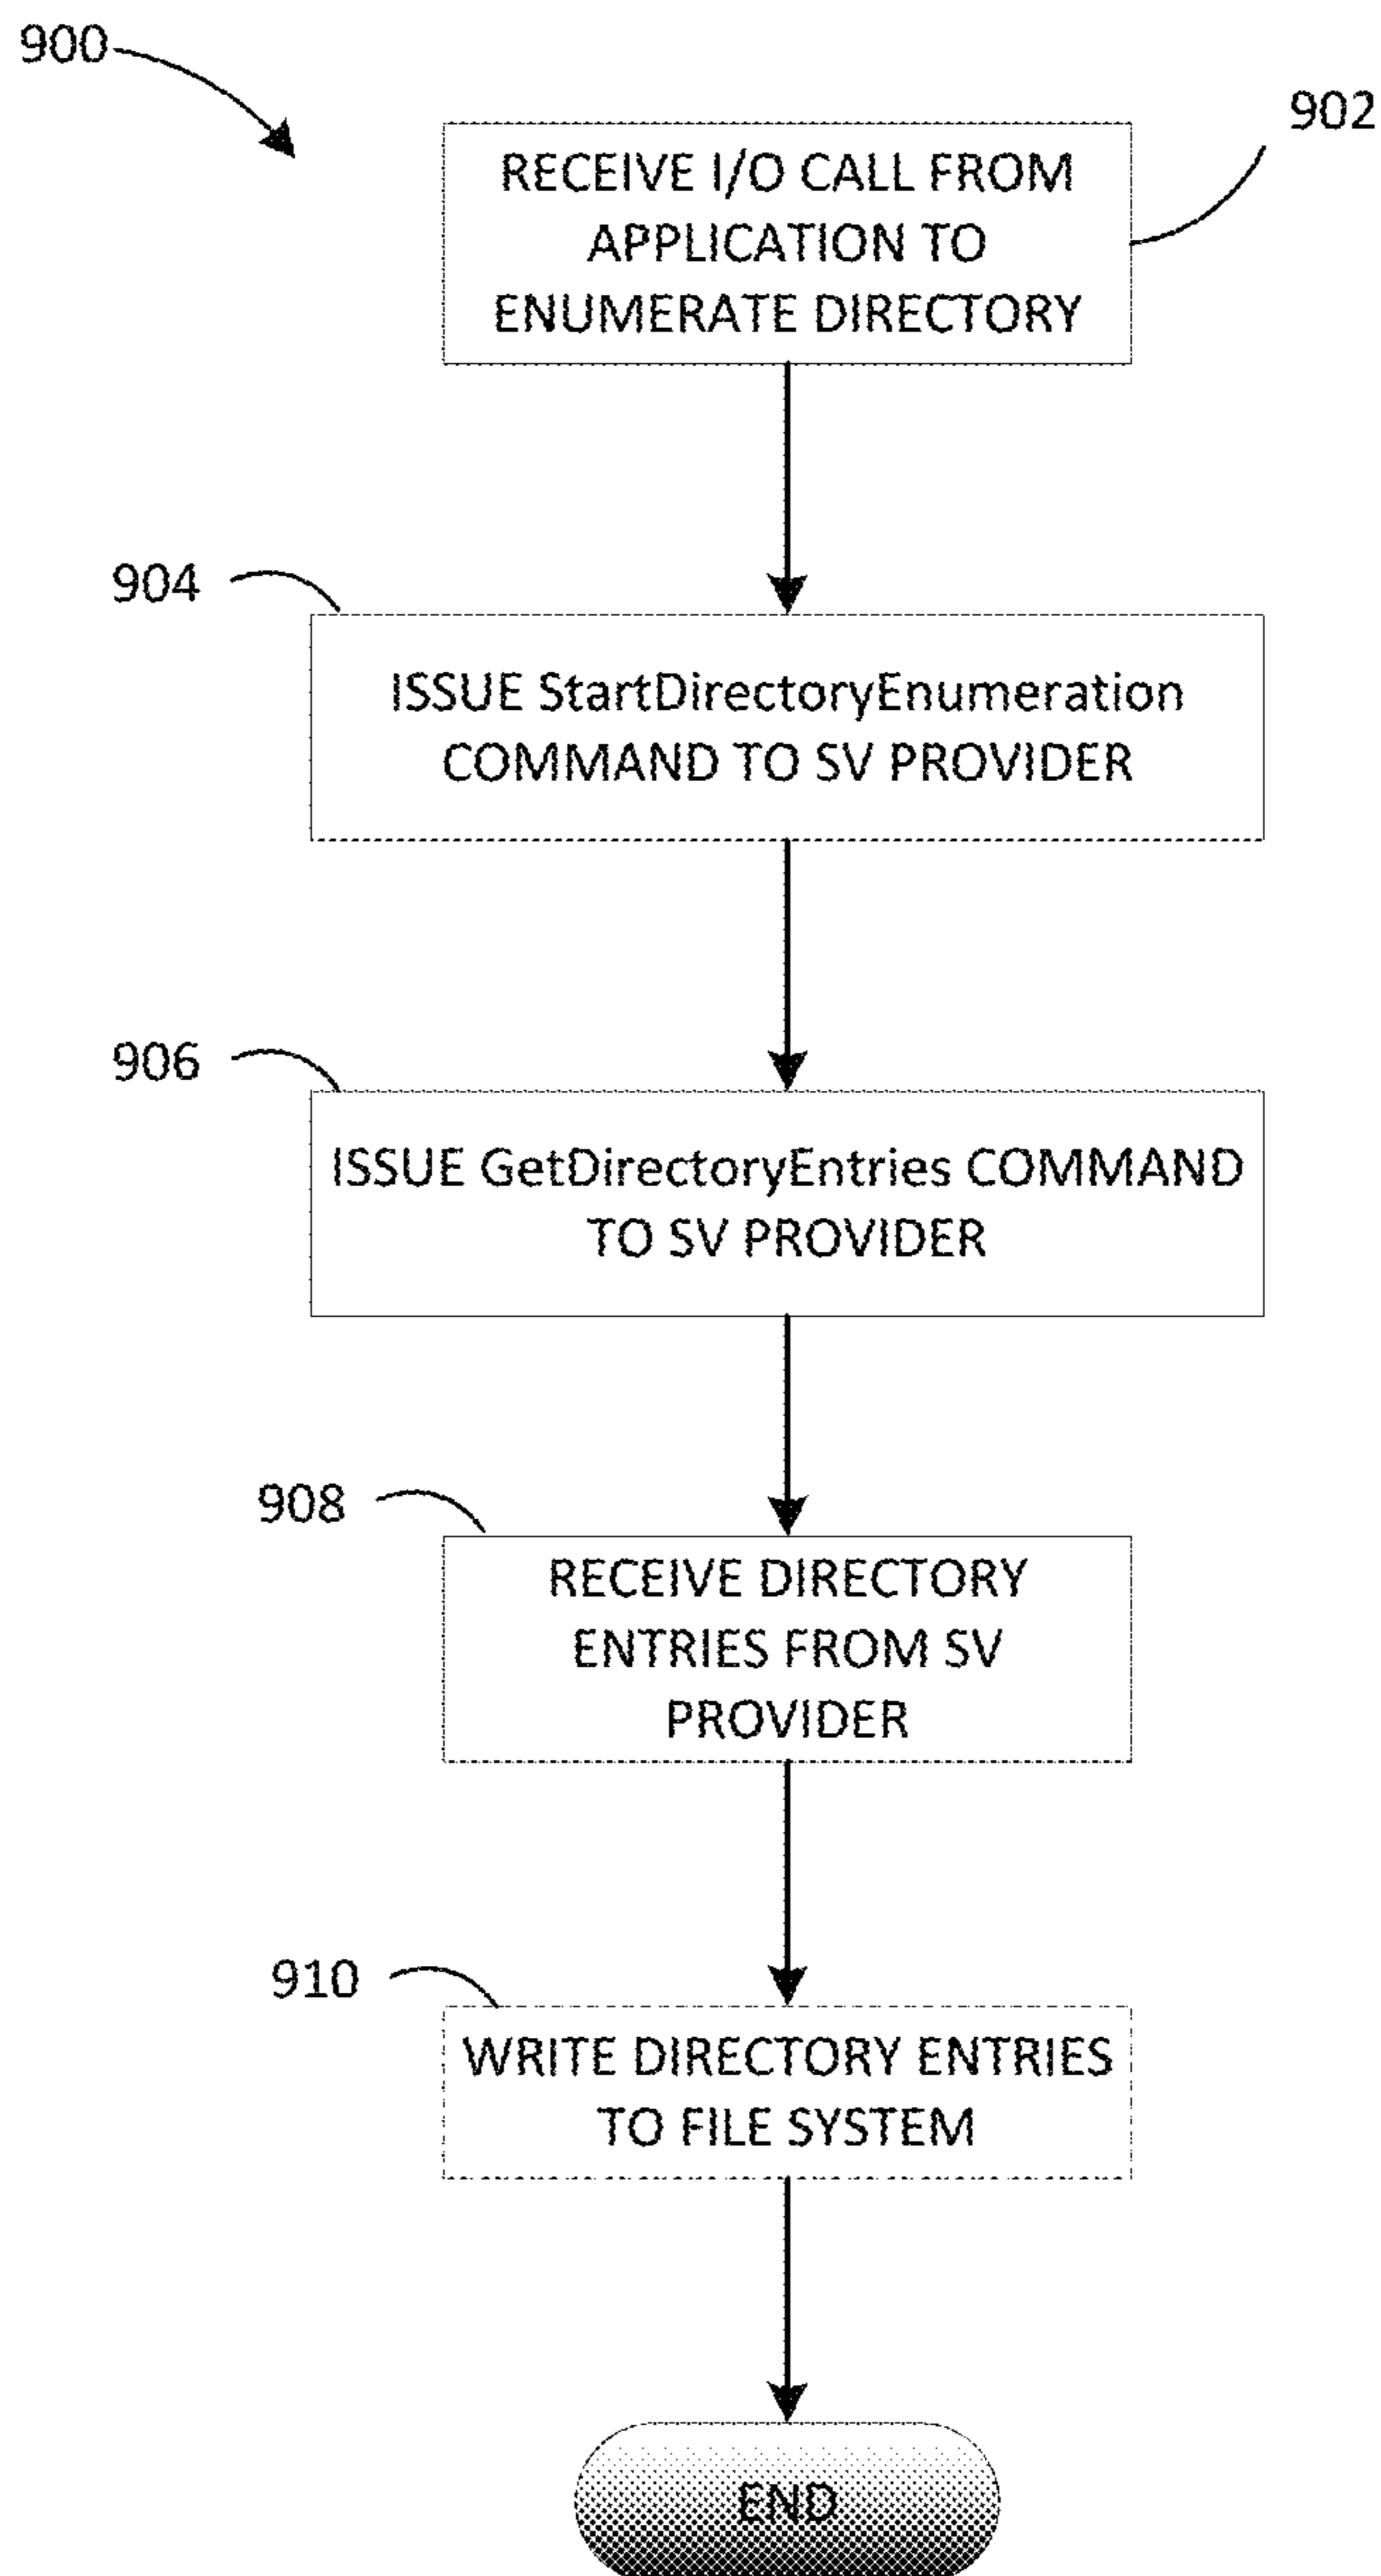 900
902
RECEIVE I/O CALL FROM
APPLICATION TO
ENUMERATE DIRECTORY
904
ISSUE StartDirectoryEnumeration
COMMAND TO SV PROVIDER
906
ISSUE GetDirectoryEntries COMMAND
TO SV PROVIDER
908
RECEIVE DIRECTORY
ENTRIES FROM SV
PROVIDER
910
WRITE DIRECTORY ENTRIES
TO FILE SYSTEM
END